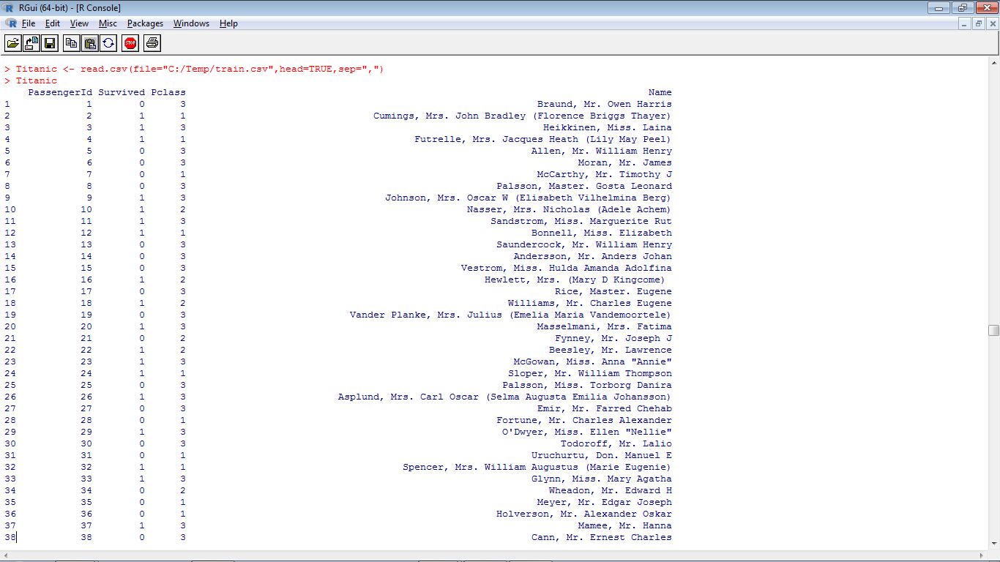 RGui (64-bit) - [R Console]
File Edit View Misc Packages Windows Help
STOP
> Titanic <- read.csv(file="C:/Temp/train.csv",head=TRUE,sep=",")
> Titanic
PassengerId Survived Pclass Name
1 1 0 3 Braund, Mr. Owen Harris
2 2 1 1 Cumings, Mrs. John Bradley (Florence Briggs Thayer)
3 3 1 3 Heikkinen, Miss. Laina
4 4 1 1 Futrelle, Mrs. Jacques Heath (Lily May Peel)
5 5 0 3 Allen, Mr. William Henry
6 6 0 3 Moran, Mr. James
7 7 0 1 McCarthy, Mr. Timothy J
8 8 0 3 Palsson, Master. Gosta Leonard
9 9 1 3 Johnson, Mrs. Oscar W (Elisabeth Vilhelmina Berg)
10 10 1 2 Nasser, Mrs. Nicholas (Adele Achem)
11 11 1 3 Sandstrom, Miss. Marguerite Rut
12 12 1 1 Bonnell, Miss. Elizabeth
13 13 0 3 Saundercock, Mr. William Henry
14 14 0 3 Andersson, Mr. Anders Johan
15 15 0 3 Vestrom, Miss. Hulda Amanda Adolfina
16 16 1 2 Hewlett, Mrs. (Mary D Kingcome)
17 17 0 3 Rice, Master. Eugene
18 18 1 2 Williams, Mr. Charles Eugene
19 19 0 3 Vander Planke, Mrs. Julius (Emelia Maria Vandemoortele)
20 20 1 3 Masselmani, Mrs. Fatima
21 21 0 2 Fynney, Mr. Joseph J
22 22 1 2 Beesley, Mr. Lawrence
23 23 1 3 McGowan, Miss. Anna "Annie"
24 24 1 1 Sloper, Mr. William Thompson
25 25 0 3 Palsson, Miss. Torborg Danira
26 26 1 3 Asplund, Mrs. Carl Oscar (Selma Augusta Emilia Johansson)
27 27 0 3 Emir, Mr. Farred Chehab
28 28 0 1 Fortune, Mr. Charles Alexander
29 29 1 3 O'Dwyer, Miss. Ellen "Nellie"
30 30 0 3 Todoroff, Mr. Lalio
31 31 0 1 Uruchurtu, Don. Manuel E
32 32 1 1 Spencer, Mrs. William Augustus (Marie Eugenie)
33 33 1 3 Glynn, Miss. Mary Agatha
34 34 0 2 Wheadon, Mr. Edward H
35 35 0 1 Meyer, Mr. Edgar Joseph
36 36 0 1 Holverson, Mr. Alexander Oskar
37 37 1 3 Mamee, Mr. Hanna
38 38 0 3 Cann, Mr. Ernest Charles